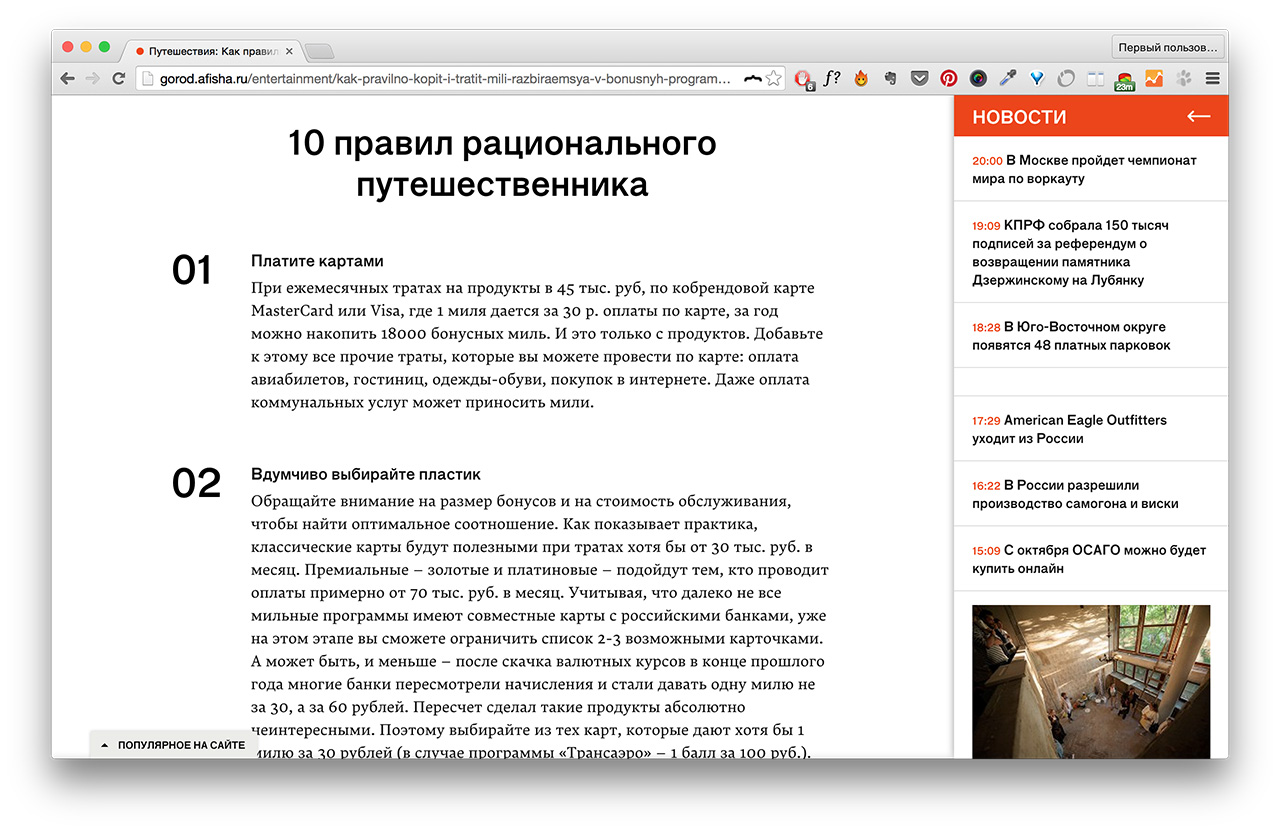 Путешествия: Как правил
Первый пользов...
gorod.afisha.ru/entertainment/kak-pravilno-kopit-i-tratit-mili-razbiraemsya-v-bonusnyh-program...
6
f?
23m
10 правил рационального
путешественника
01
Платите картами
При ежемесячных тратах на продукты в 45 тыс. руб, по кобрендовой карте
MasterCard или Visa, где 1 миля дается за 30 р. оплаты по карте, за год
можно накопить 18000 бонусных миль. И это только с продуктов. Добавьте
к этому все прочие траты, которые вы можете провести по карте: оплата
авиабилетов, гостиниц, одежды-обуви, покупок в интернете. Даже оплата
коммунальных услуг может приносить мили.
02
Вдумчиво выбирайте пластик
Обращайте внимание на размер бонусов и на стоимость обслуживания,
чтобы найти оптимальное соотношение. Как показывает практика,
классические карты будут полезными при тратах хотя бы от 30 тыс. руб. в
месяц. Премиальные – золотые и платиновые – подойдут тем, кто проводит
оплаты примерно от 70 тыс. руб. в месяц. Учитывая, что далеко не все
мильные программы имеют совместные карты с российскими банками, уже
на этом этапе вы сможете ограничить список 2-3 возможными карточками.
А может быть, и меньше – после скачка валютных курсов в конце прошлого
года многие банки пересмотрели начисления и стали давать одну милю не
за 30, а за 60 рублей. Пересчет сделал такие продукты абсолютно
неинтересными. Поэтому выбирайте из тех карт, которые дают хотя бы 1
милю за 30 рублей (в случае программы «Трансаэро» – 1 балл за 100 руб.).
ПОПУЛЯРНОЕ НА САЙТЕ
НОВОСТИ
20:00 В Москве пройдет чемпионат
мира по воркауту
19:09 КПРФ собрала 150 тысяч
подписей за референдум о
возвращении памятника
Дзержинскому на Лубянку
18:28 В Юго-Восточном округе
появятся 48 платных парковок
17:29 American Eagle Outfitters
уходит из России
16:22 В России разрешили
производство самогона и виски
15:09 С октября ОСАГО можно будет
купить онлайн